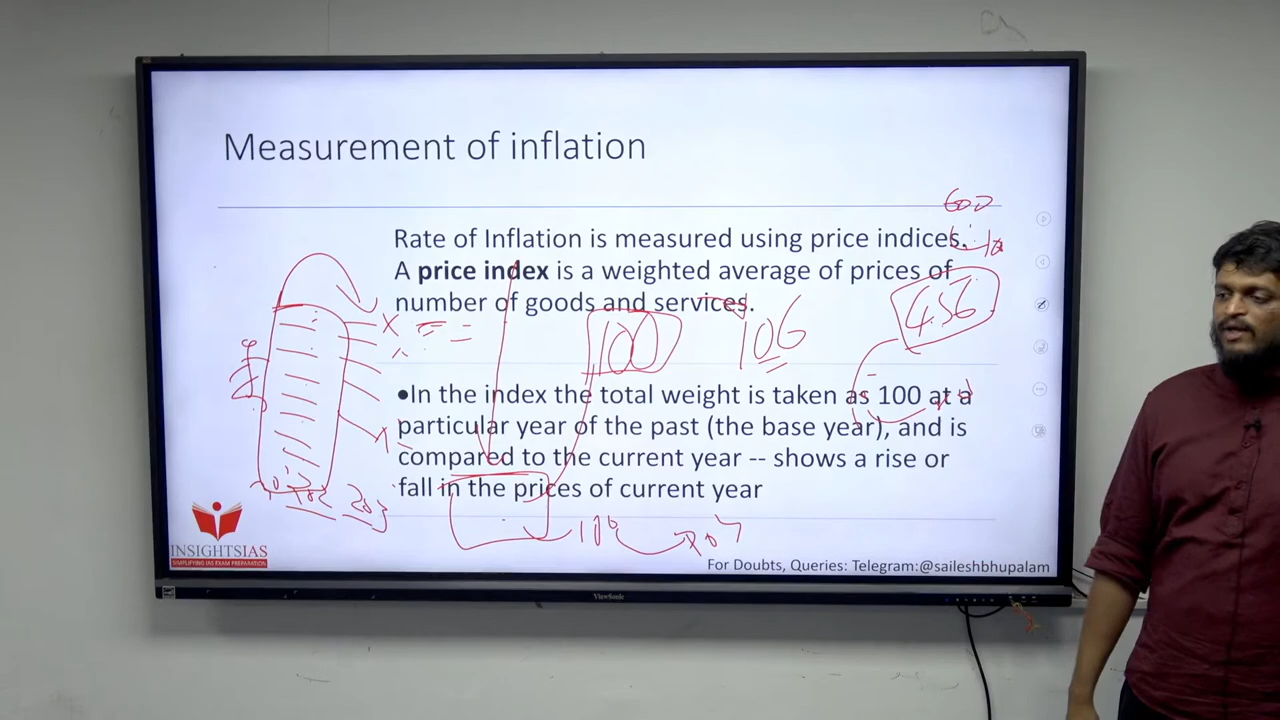 Measurement of inflation
600
Rate of Inflation is measured using price indices.
A price index is a weighted average of prices of
number of goods and services.
100
106
456
•In the index the total weight is taken as 100 at a
particular year of the past (the base year), and is
compared to the current year -- shows a rise or
fall in the prices of current year
203
106
INSIGHTSIAS
SIMPLIFYING IAS EXAM PREPARATION
For Doubts, Queries: Telegram:@saileshbhupalam
ViewSonic